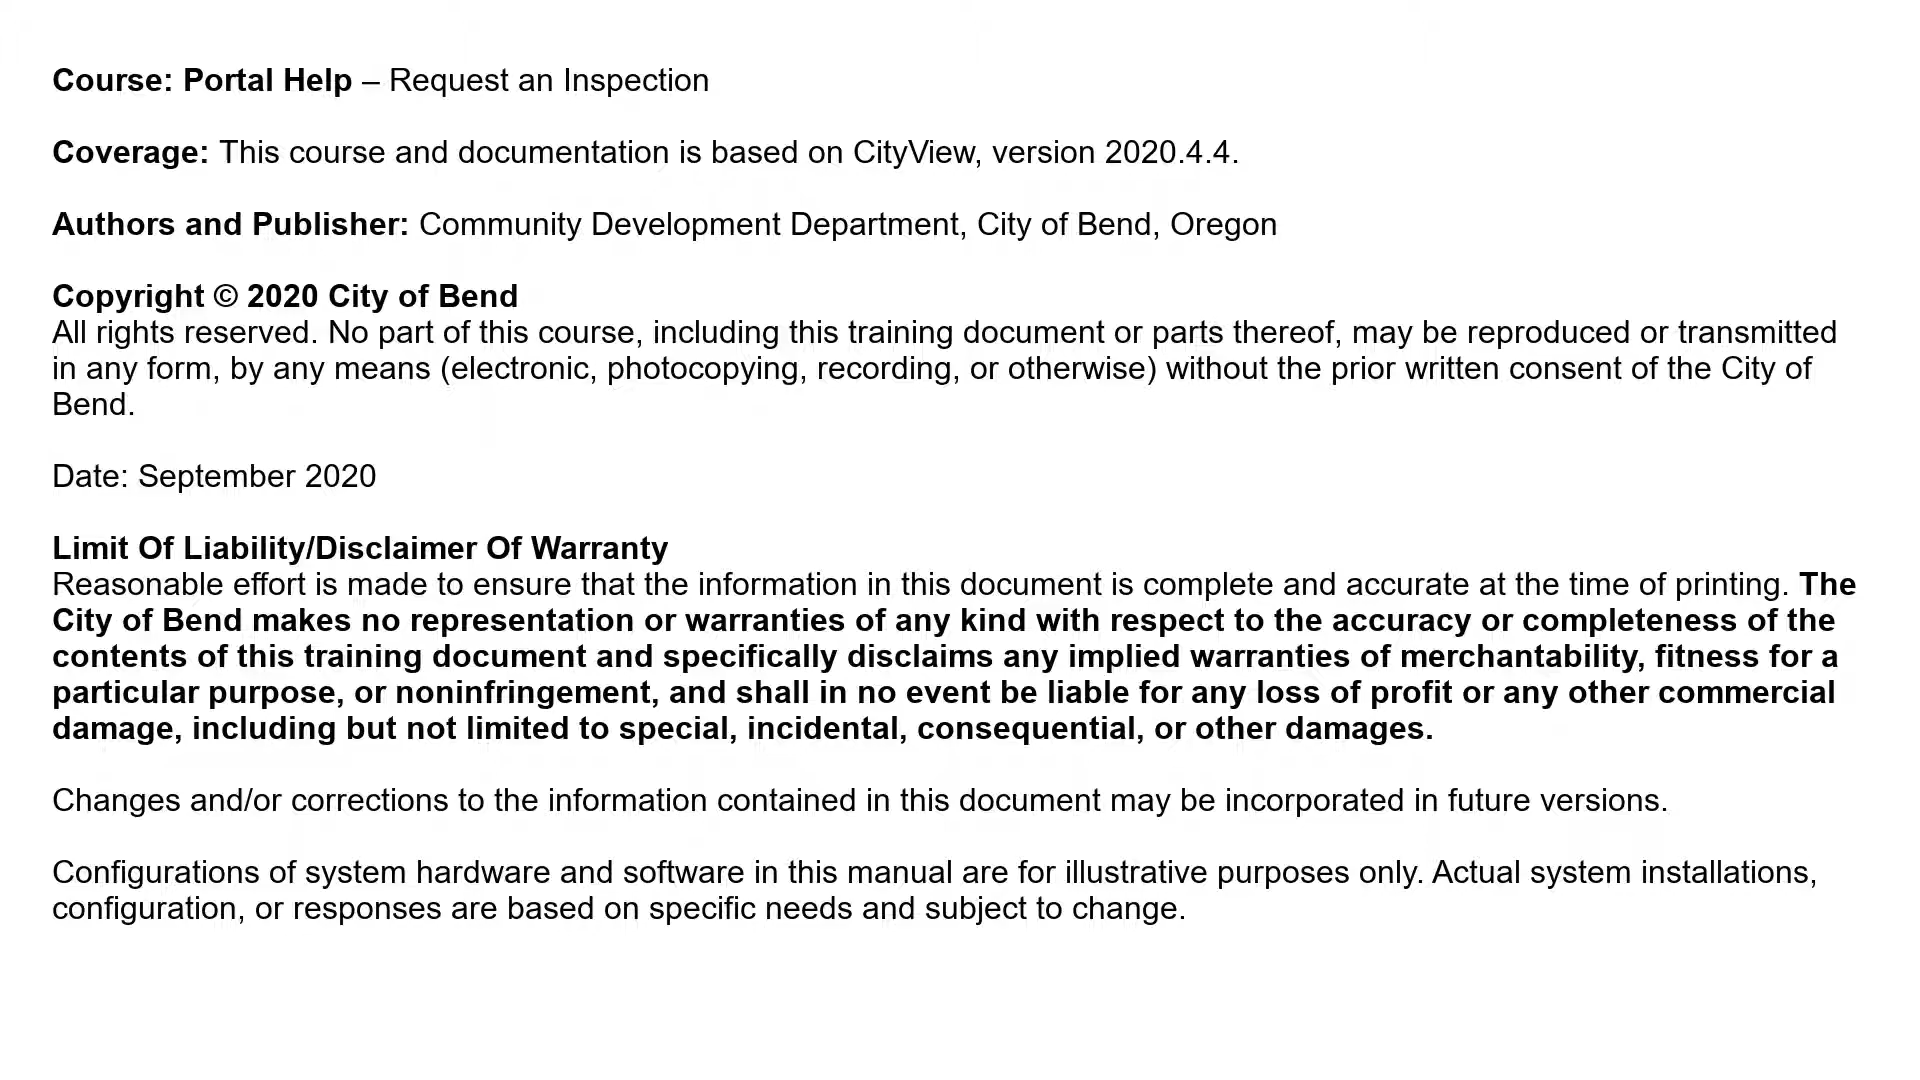 Course: Portal Help – Request an Inspection
Coverage: This course and documentation is based on CityView, version 2020.4.4.
Authors and Publisher: Community Development Department, City of Bend, Oregon
Copyright © 2020 City of Bend
All rights reserved. No part of this course, including this training document or parts thereof, may be reproduced or transmitted
in any form, by any means (electronic, photocopying, recording, or otherwise) without the prior written consent of the City of
Bend.
Date: September 2020
Limit Of Liability/Disclaimer Of Warranty
Reasonable effort is made to ensure that the information in this document is complete and accurate at the time of printing. The
City of Bend makes no representation or warranties of any kind with respect to the accuracy or completeness of the
contents of this training document and specifically disclaims any implied warranties of merchantability, fitness for a
particular purpose, or noninfringement, and shall in no event be liable for any loss of profit or any other commercial
damage, including but not limited to special, incidental, consequential, or other damages.
Changes and/or corrections to the information contained in this document may be incorporated in future versions.
Configurations of system hardware and software in this manual are for illustrative purposes only. Actual system installations,
configuration, or responses are based on specific needs and subject to change.